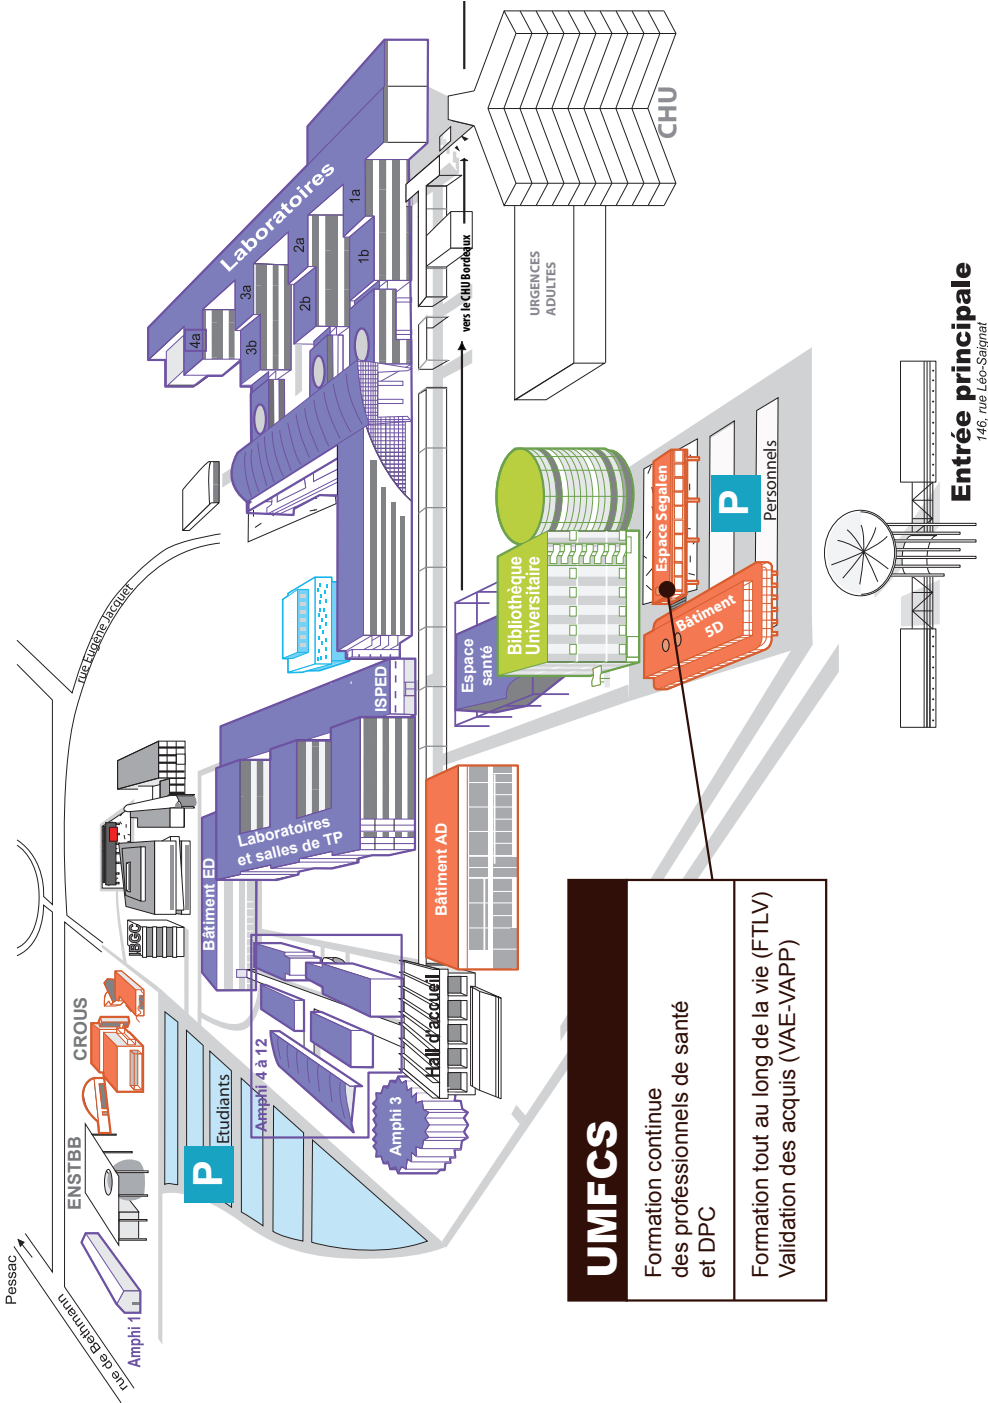 Pessac
rue de Bethmann
Amphi 1
ENSTBB
CROUS
IBGC
rue Eugène Jacquet
P
Etudiants
Amphi 4 à 12
Amphi 3
Hall d'accueil
Bâtiment ED
Laboratoires
et salles de TP
ISPED
Bâtiment AD
Laboratoires
4a
3a
3b
2a
2b
1a
1b
vers le CHU Bordeaux
CHU
URGENCES
ADULTES
Espace
santé
Bibliothèque
Universitaire
Espace Segalen
Bâtiment
5D
P
Personnels
Entrée principale
146, rue Léo-Saignat
UMFCS
Formation continue
des professionnels de santé
et DPC
Formation tout au long de la vie (FTLV)
Validation des acquis (VAE-VAPP)